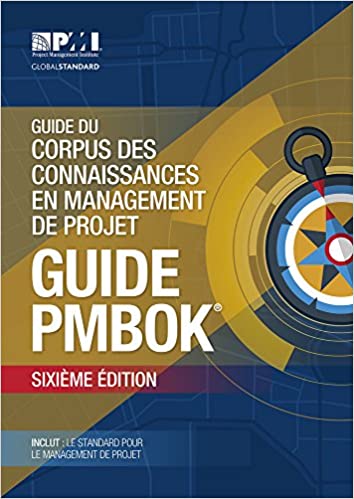 PMI
Project Management Institute
GLOBALSTANDARD
GUIDE DU
CORPUS DES
CONNAISSANCES
EN MANAGEMENT
DE PROJET
GUIDE
PMBOK®
SIXIÈME ÉDITION
INCLUT : LE STANDARD POUR
LE MANAGEMENT DE PROJET